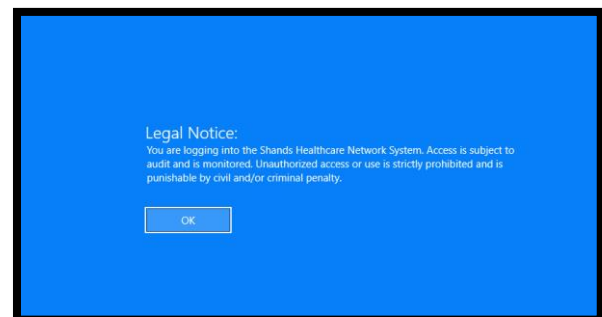 Legal Notice:
You are logging into the Shands Healthcare Network System. Access is subject to
audit and is monitored. Unauthorized access or use is strictly prohibited and is
punishable by civil and/or criminal penalty.
OK